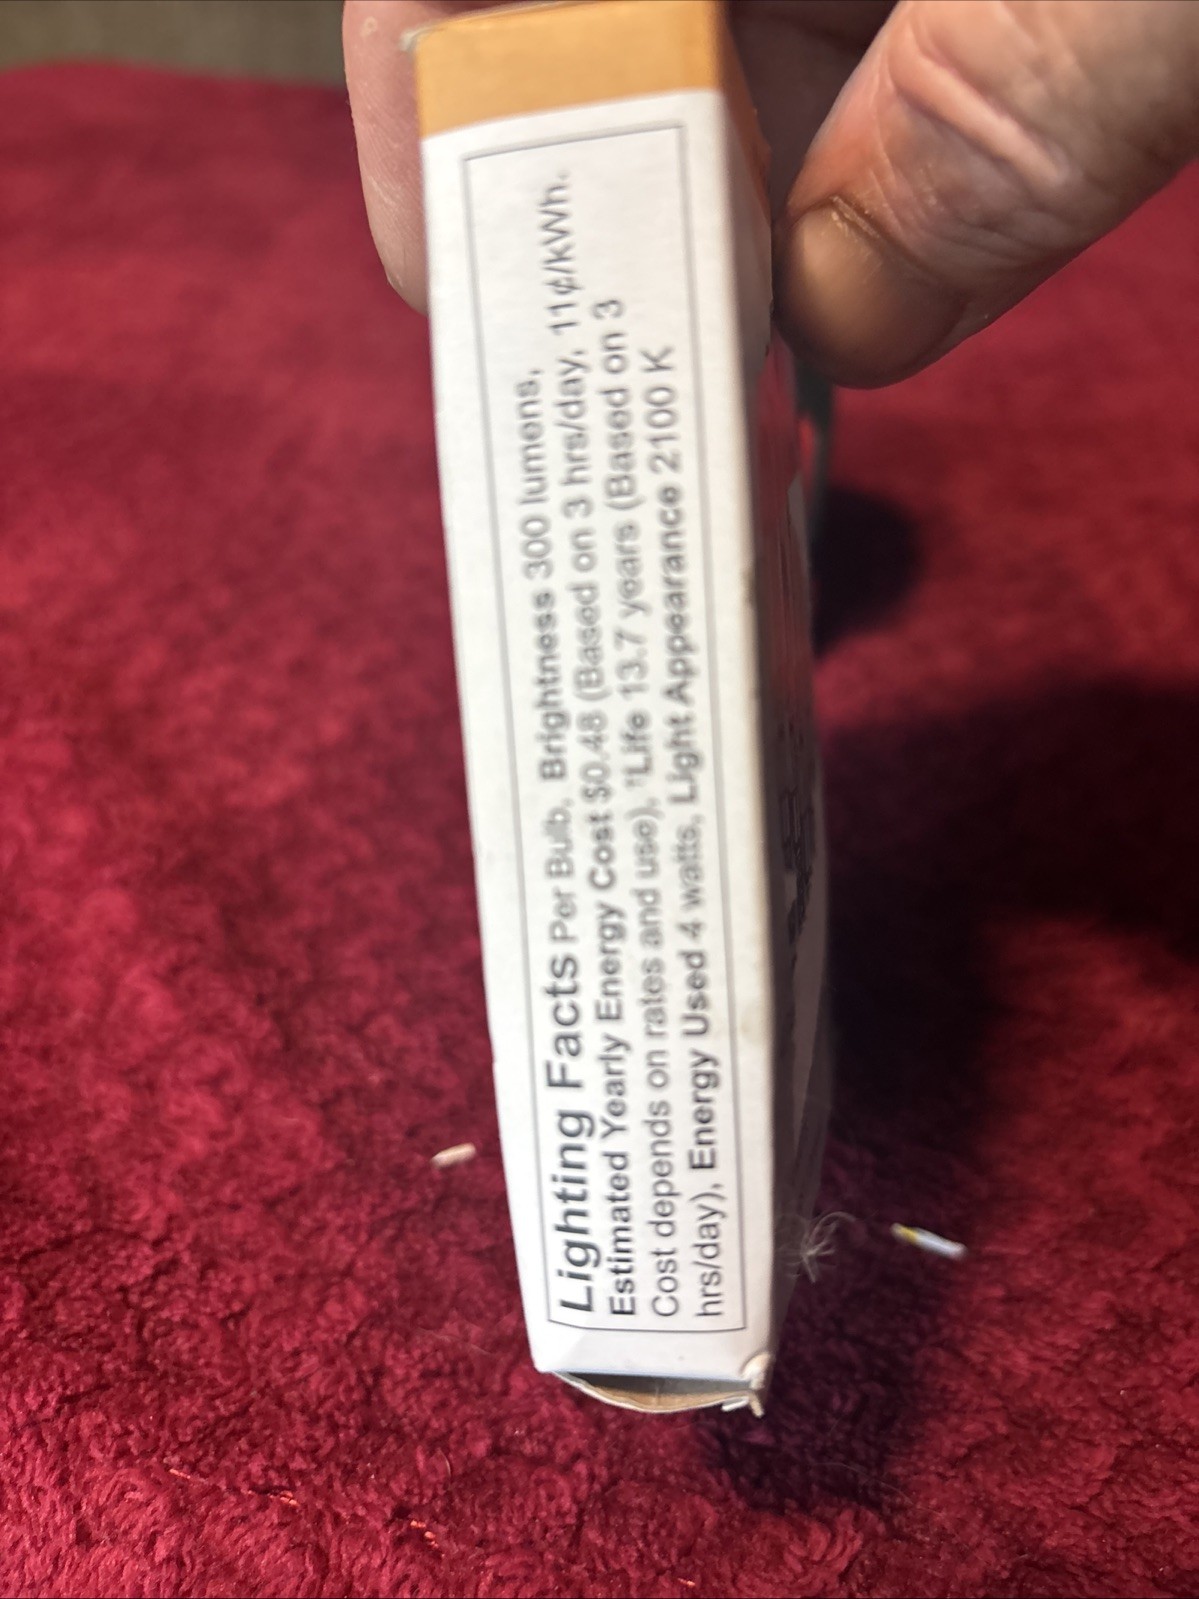 Lighting Facts Per Bulb, Brightness 300 lumens,
Estimated Yearly Energy Cost $0.48 (Based on 3 hrs/day, 11¢/kWh.
Cost depends on rates and use), "Life 13.7 years (Based on 3
hrs/day), Energy Used 4 watts, Light Appearance 2100 K